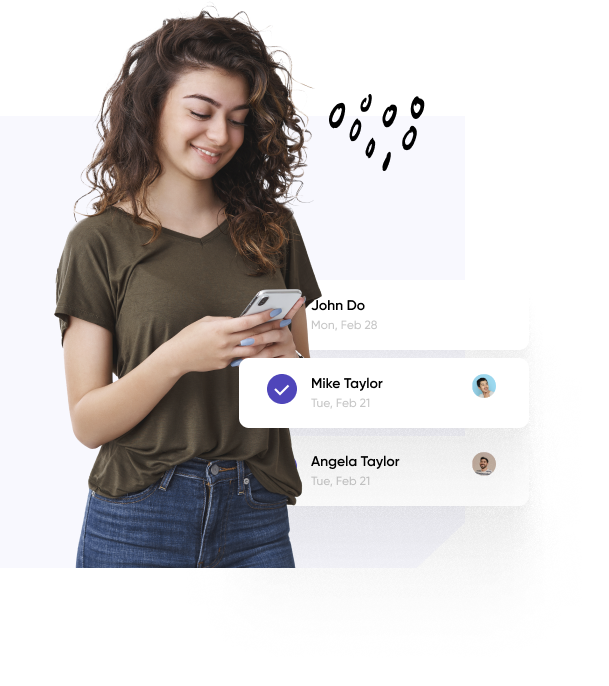 John Do
Mon, Feb 28
Mike Taylor
Tue, Feb 21
Angela Taylor
Tue, Feb 21